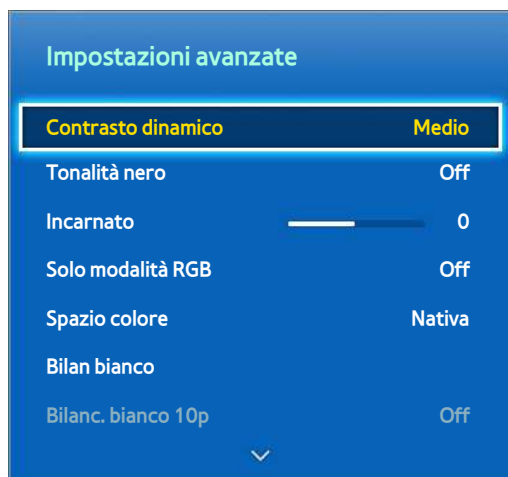 Impostazioni avanzate
Contrasto dinamico Medio
Tonalità nero Off
Incarnato 0
Solo modalità RGB Off
Spazio colore Nativa
Bilan bianco
Bilanc. bianco 10p Off